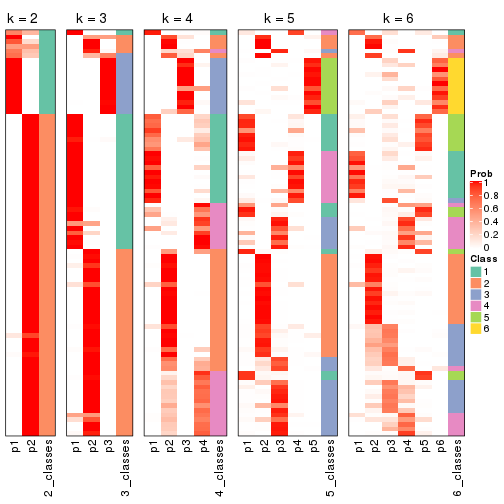 k = 2
k = 3
k = 4
k = 5
k = 6
Prob
1
0.8
0.6
0.4
0.2
0
Class
1
2
3
4
5
6
p1
p2
2_classes
p1
p2
p3
3_classes
p1
p2
p3
p4
4_classes
p1
p2
p3
p4
p5
5_classes
p1
p2
p3
p4
p5
p6
6_classes